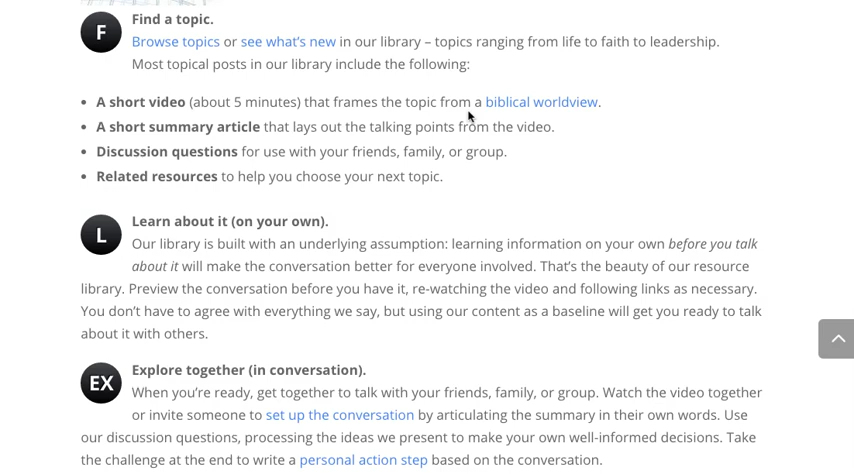 F
Find a topic.
Browse topics or see what's new in our library – topics ranging from life to faith to leadership.
Most topical posts in our library include the following:
• A short video (about 5 minutes) that frames the topic from a biblical worldview.
• A short summary article that lays out the talking points from the video.
• Discussion questions for use with your friends, family, or group.
• Related resources to help you choose your next topic.
L
Learn about it (on your own).
Our library is built with an underlying assumption: learning information on your own before you talk
about it will make the conversation better for everyone involved. That's the beauty of our resource
library. Preview the conversation before you have it, re-watching the video and following links as necessary.
You don't have to agree with everything we say, but using our content as a baseline will get you ready to talk
about it with others.
EX
Explore together (in conversation).
When you're ready, get together to talk with your friends, family, or group. Watch the video together
or invite someone to set up the conversation by articulating the summary in their own words. Use
our discussion questions, processing the ideas we present to make your own well-informed decisions. Take
the challenge at the end to write a personal action step based on the conversation.